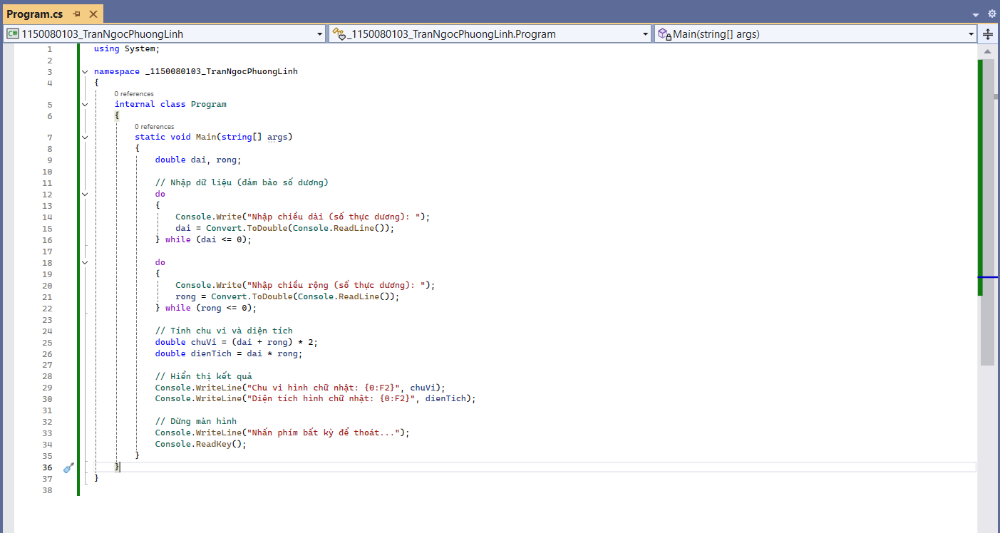 Program.cs
C# 1150080103_TranNgocPhuongLinh
_1150080103_TranNgocPhuongLinh.Program
Main(string[] args)
1 using System;
2
3 namespace _1150080103_TranNgocPhuongLinh
4 {
0 references
5 internal class Program
6 {
0 references
7 static void Main(string[] args)
8 {
9 double dai, rong;
10
11 // Nhập dữ liệu (đảm bảo số dương)
12 do
13 {
14 Console.Write("Nhập chiều dài (số thực dương): ");
15 dai = Convert.ToDouble(Console.ReadLine());
16 } while (dai <= 0);
17
18 do
19 {
20 Console.Write("Nhập chiều rộng (số thực dương): ");
21 rong = Convert.ToDouble(Console.ReadLine());
22 } while (rong <= 0);
23
24 // Tính chu vi và diện tích
25 double chuVi = (dai + rong) * 2;
26 double dienTich = dai * rong;
27
28 // Hiển thị kết quả
29 Console.WriteLine("Chu vi hình chữ nhật: {0:F2}", chuVi);
30 Console.WriteLine("Diện tích hình chữ nhật: {0:F2}", dienTich);
31
32 // Dừng màn hình
33 Console.WriteLine("Nhấn phím bất kỳ để thoát...");
34 Console.ReadKey();
35 }
36 }
37 }
38